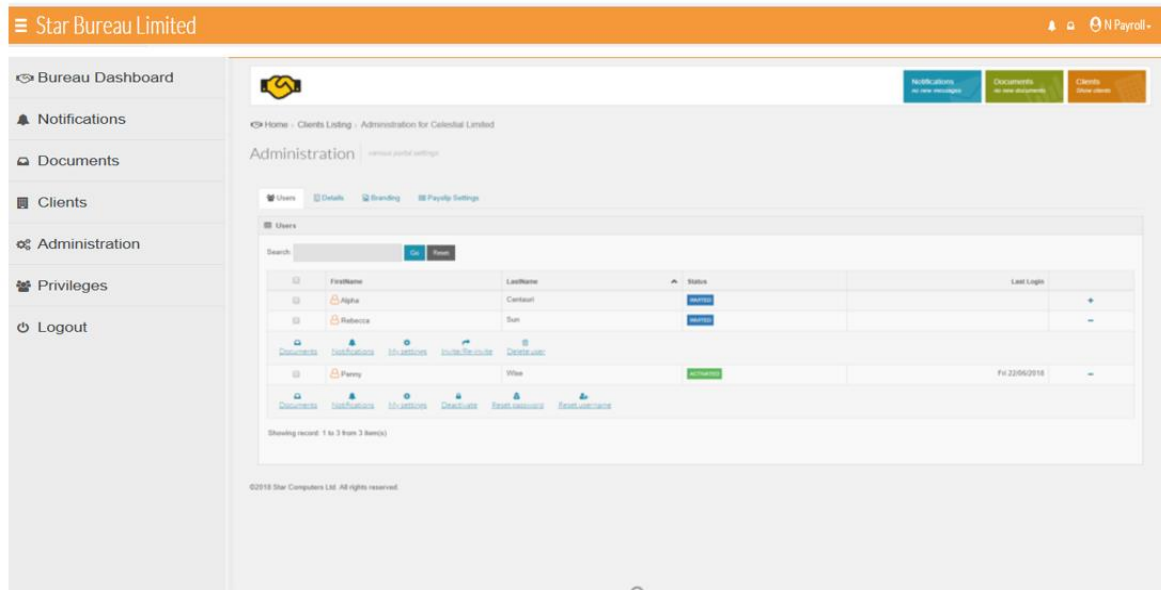 Star Bureau Limited
N Payroll
Bureau Dashboard
Notifications
Documents
Clients
Administration
Privileges
Logout
Notifications
no new messages
Documents
no new documents
Clients
Show clients
Home › Clients Listing › Administration for Celestial Limited
Administration
various portal settings
Users Details Branding Payslip Settings
Users
Search: Go Reset
FirstName LastName Status Last Login
Alpha Centauri INVITED
Rebecca Sun INVITED
Documents Notifications My settings Invite/Re-invite Delete user
Penny Wise ACTIVATED Fri 22/06/2018
Documents Notifications My settings Deactivate Reset password Reset username
Showing record: 1 to 3 from 3 item(s)
©2018 Star Computers Ltd. All rights reserved.